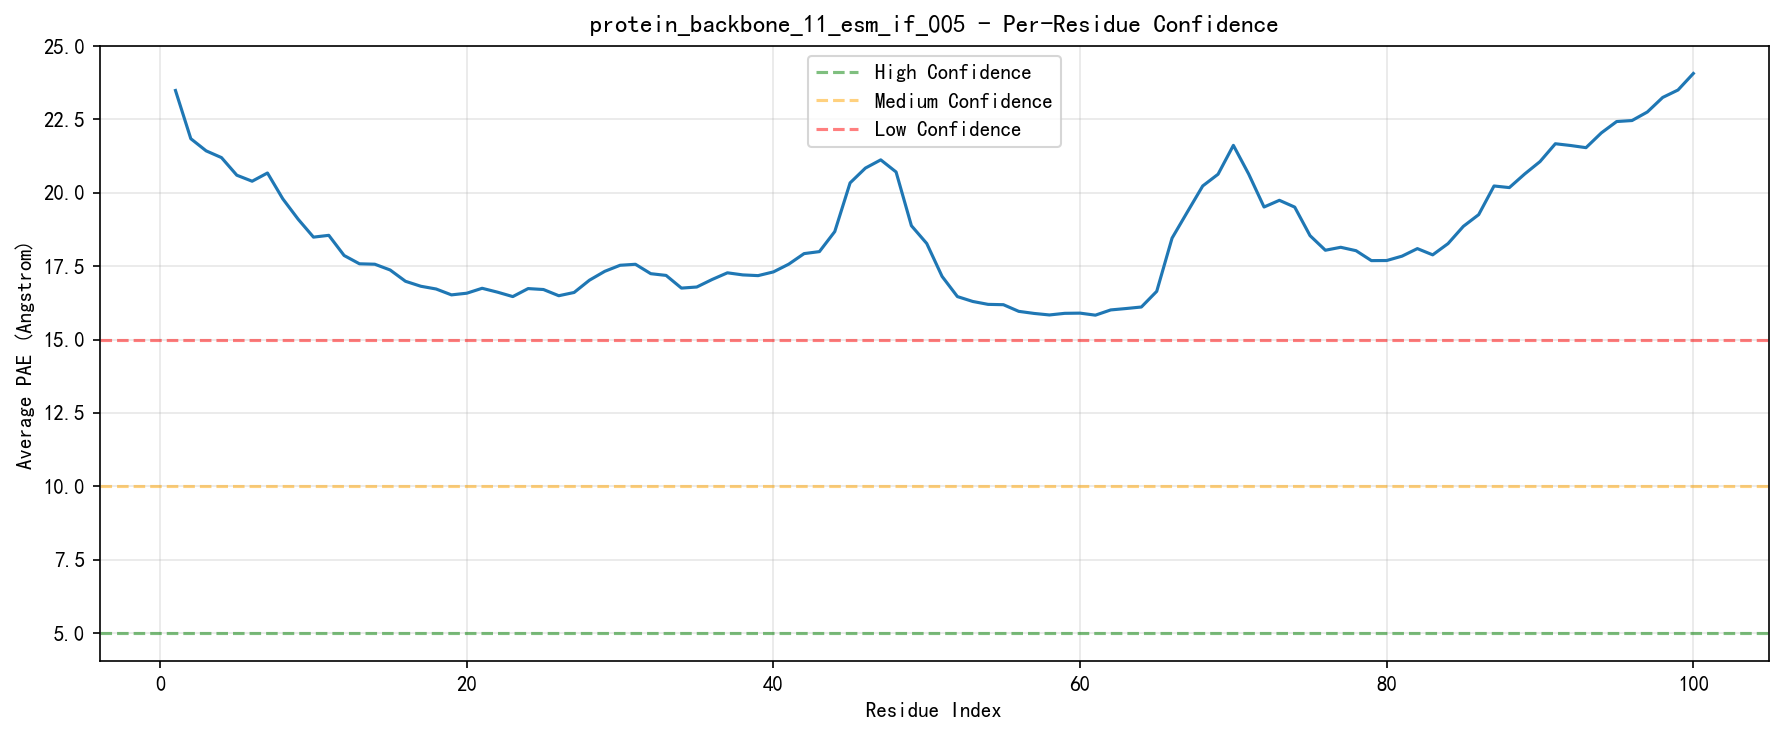 protein_backbone_11_esm_if_005 - Per-Residue Confidence
25.0
22.5
20.0
17.5
15.0
12.5
10.0
7.5
5.0
Average PAE (Angstrom)
High Confidence
Medium Confidence
Low Confidence
0 20 40 60 80 100
Residue Index